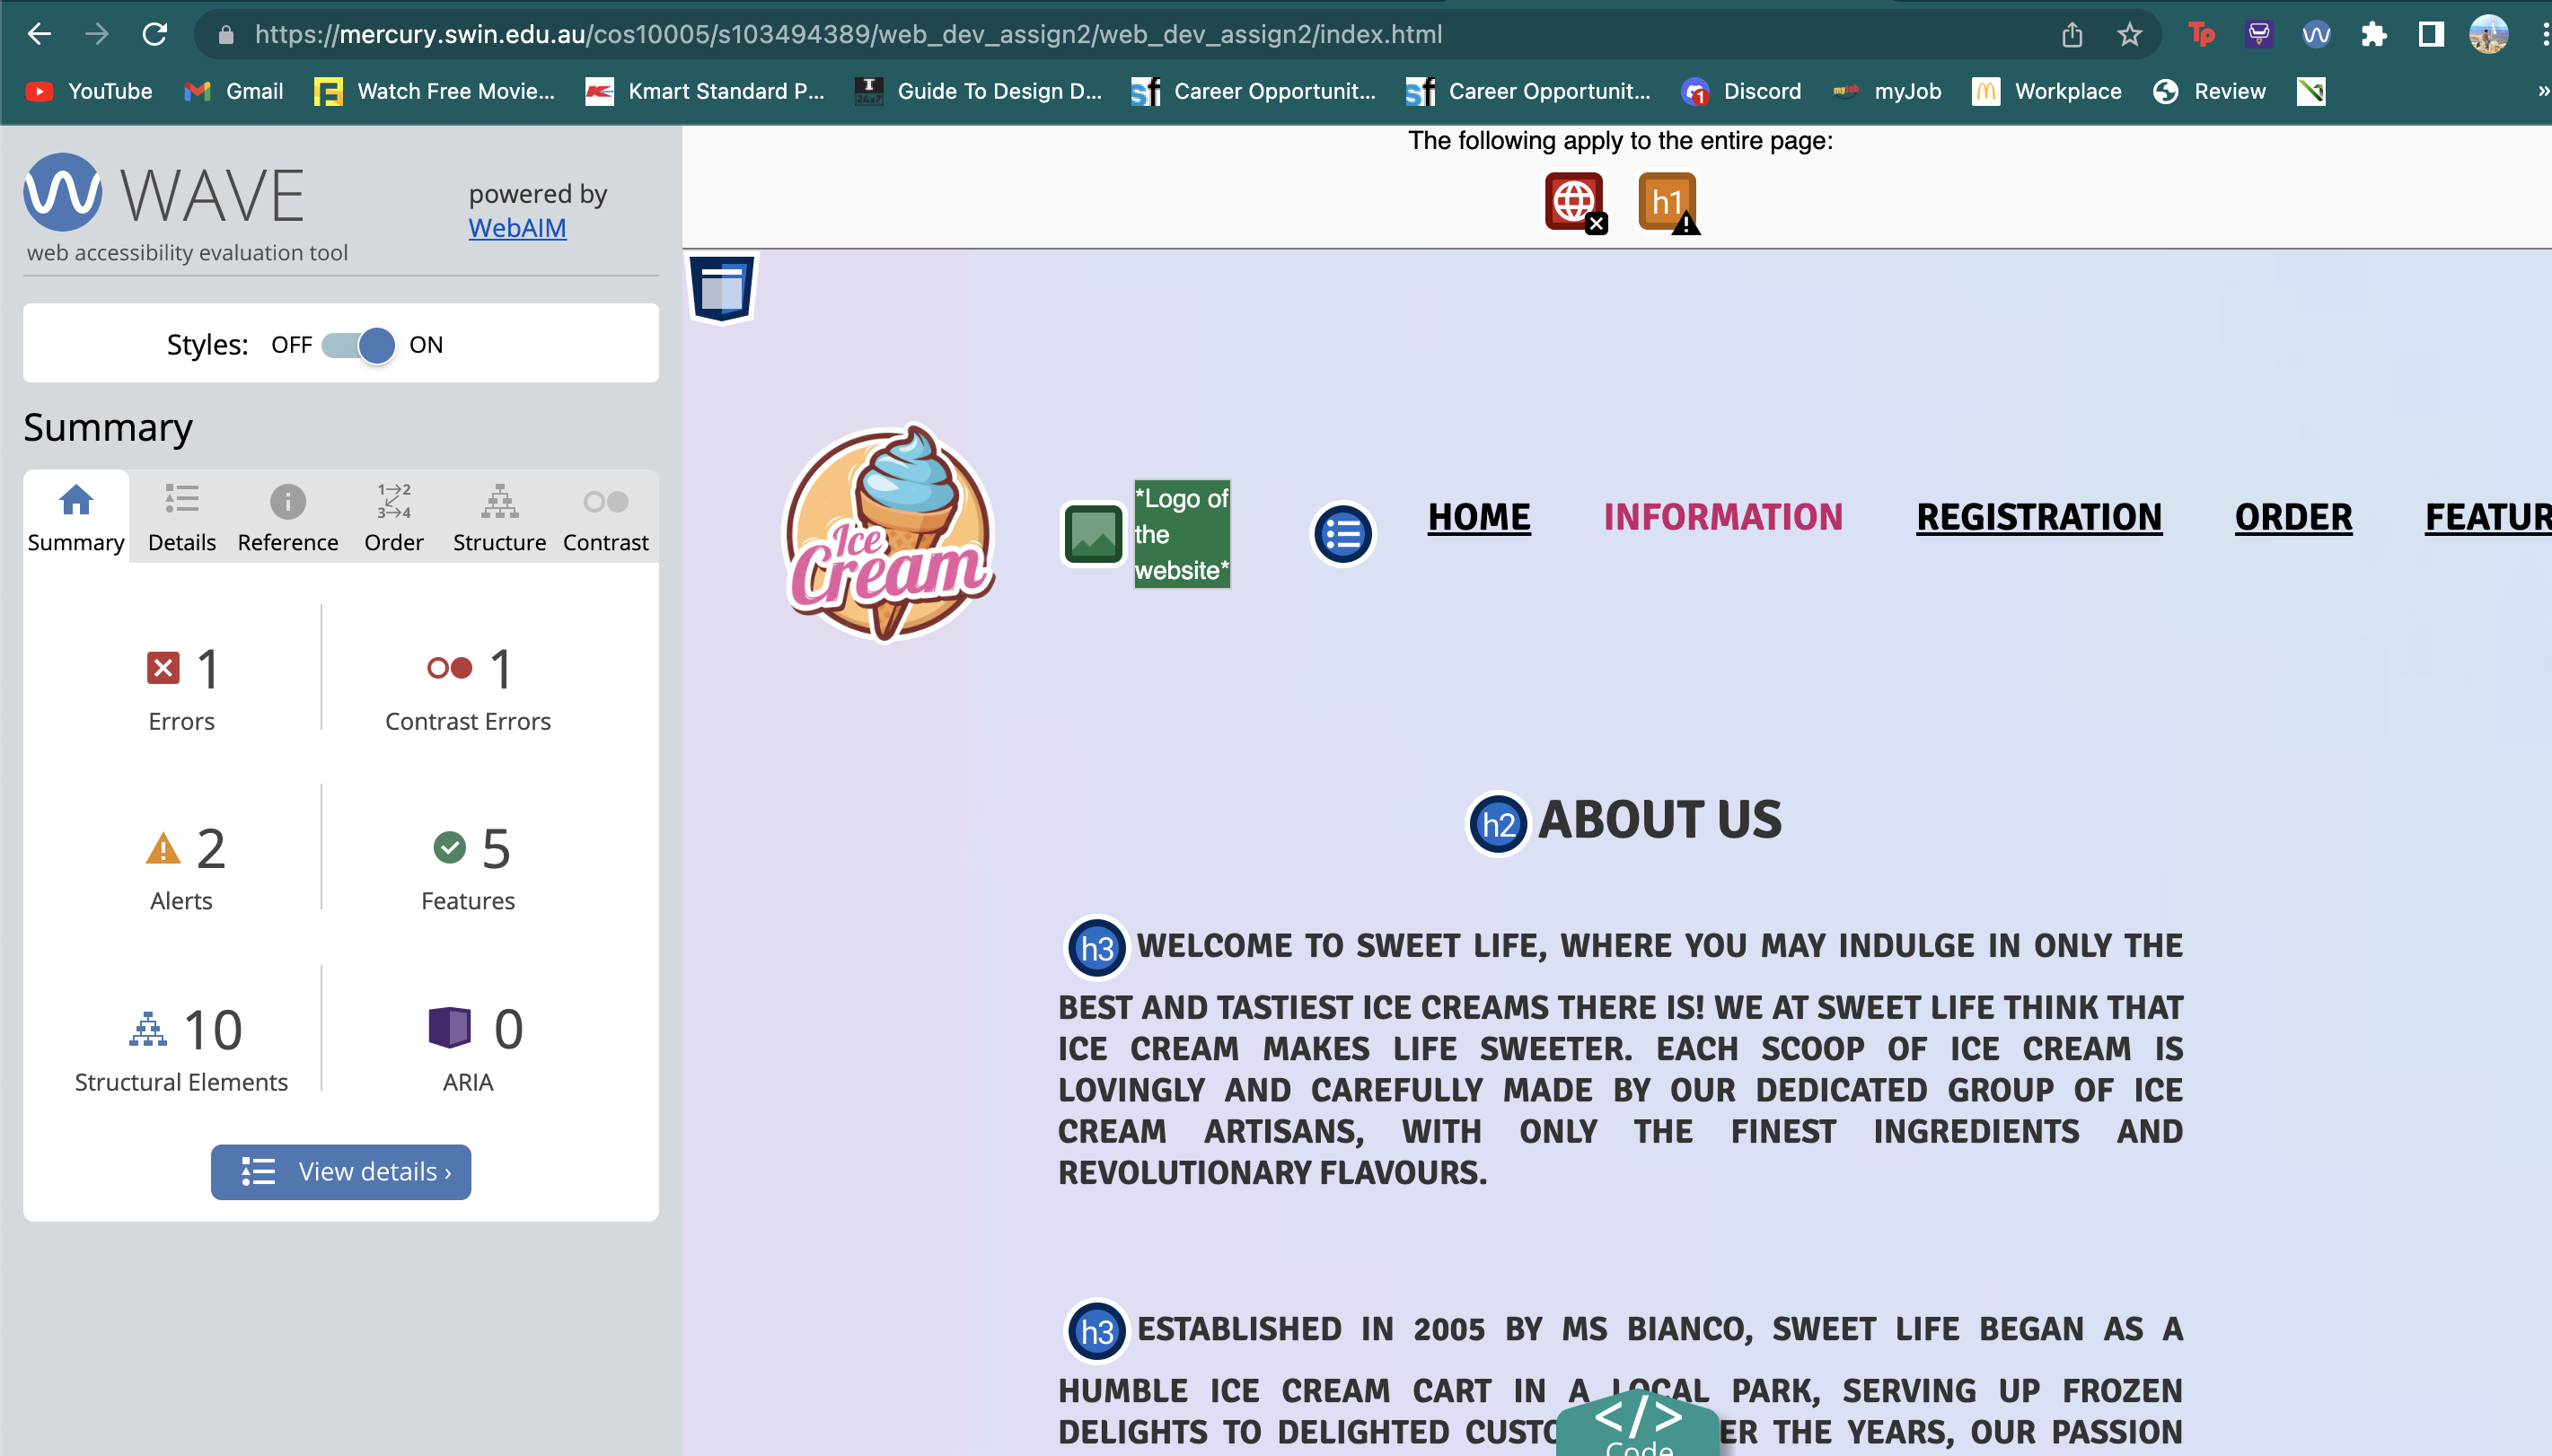 https://mercury.swin.edu.au/cos10005/s103494389/web_dev_assign2/web_dev_assign2/index.html
Tp
YouTube Gmail Watch Free Movie... Kmart Standard P... Guide To Design D... Career Opportunit... Career Opportunit... Discord myJob Workplace Review »
WAVE
powered by
WebAIM
web accessibility evaluation tool
Styles: OFF ON
Summary
Summary Details Reference Order Structure Contrast
1 Errors
1 Contrast Errors
2 Alerts
5 Features
10 Structural Elements
0 ARIA
View details ›
The following apply to the entire page:
h1
Ice
Cream
*Logo of
the
website*
HOME INFORMATION REGISTRATION ORDER FEATUR
h2 ABOUT US
h3 WELCOME TO SWEET LIFE, WHERE YOU MAY INDULGE IN ONLY THE
BEST AND TASTIEST ICE CREAMS THERE IS! WE AT SWEET LIFE THINK THAT
ICE CREAM MAKES LIFE SWEETER. EACH SCOOP OF ICE CREAM IS
LOVINGLY AND CAREFULLY MADE BY OUR DEDICATED GROUP OF ICE
CREAM ARTISANS, WITH ONLY THE FINEST INGREDIENTS AND
REVOLUTIONARY FLAVOURS.
h3 ESTABLISHED IN 2005 BY MS BIANCO, SWEET LIFE BEGAN AS A
HUMBLE ICE CREAM CART IN A LOCAL PARK, SERVING UP FROZEN
DELIGHTS TO DELIGHTED CUSTO ER THE YEARS, OUR PASSION
</>
Code